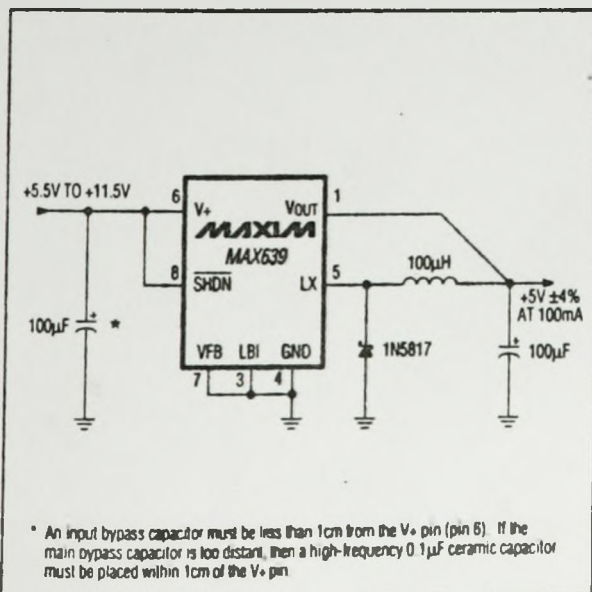 +5.5V TO +11.5V
6
V+
VOUT
1
MAXIM
MAX639
8
SHDN
LX
5
100µH
+5V ±4%
AT 100mA
100µF
+
*
VFB
LBI
GND
7
3
4
1N5817
+
100µF
* An input bypass capacitor must be less than 1cm from the V+ pin (pin 6). If the
main bypass capacitor is too distant, then a high-frequency 0.1µF ceramic capacitor
must be placed within 1cm of the V+ pin.